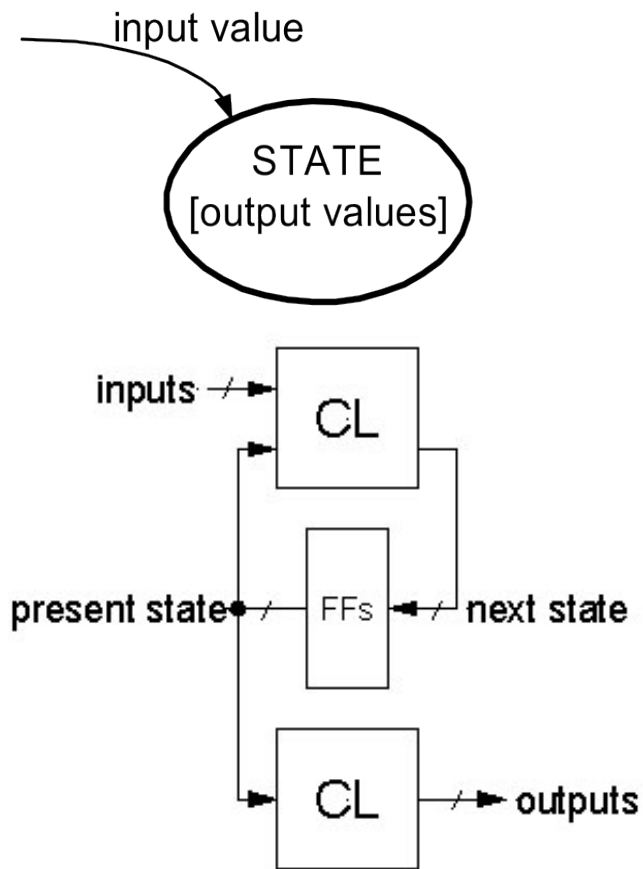 input value
STATE
[output values]
inputs
CL
present state
FFs
next state
CL
outputs